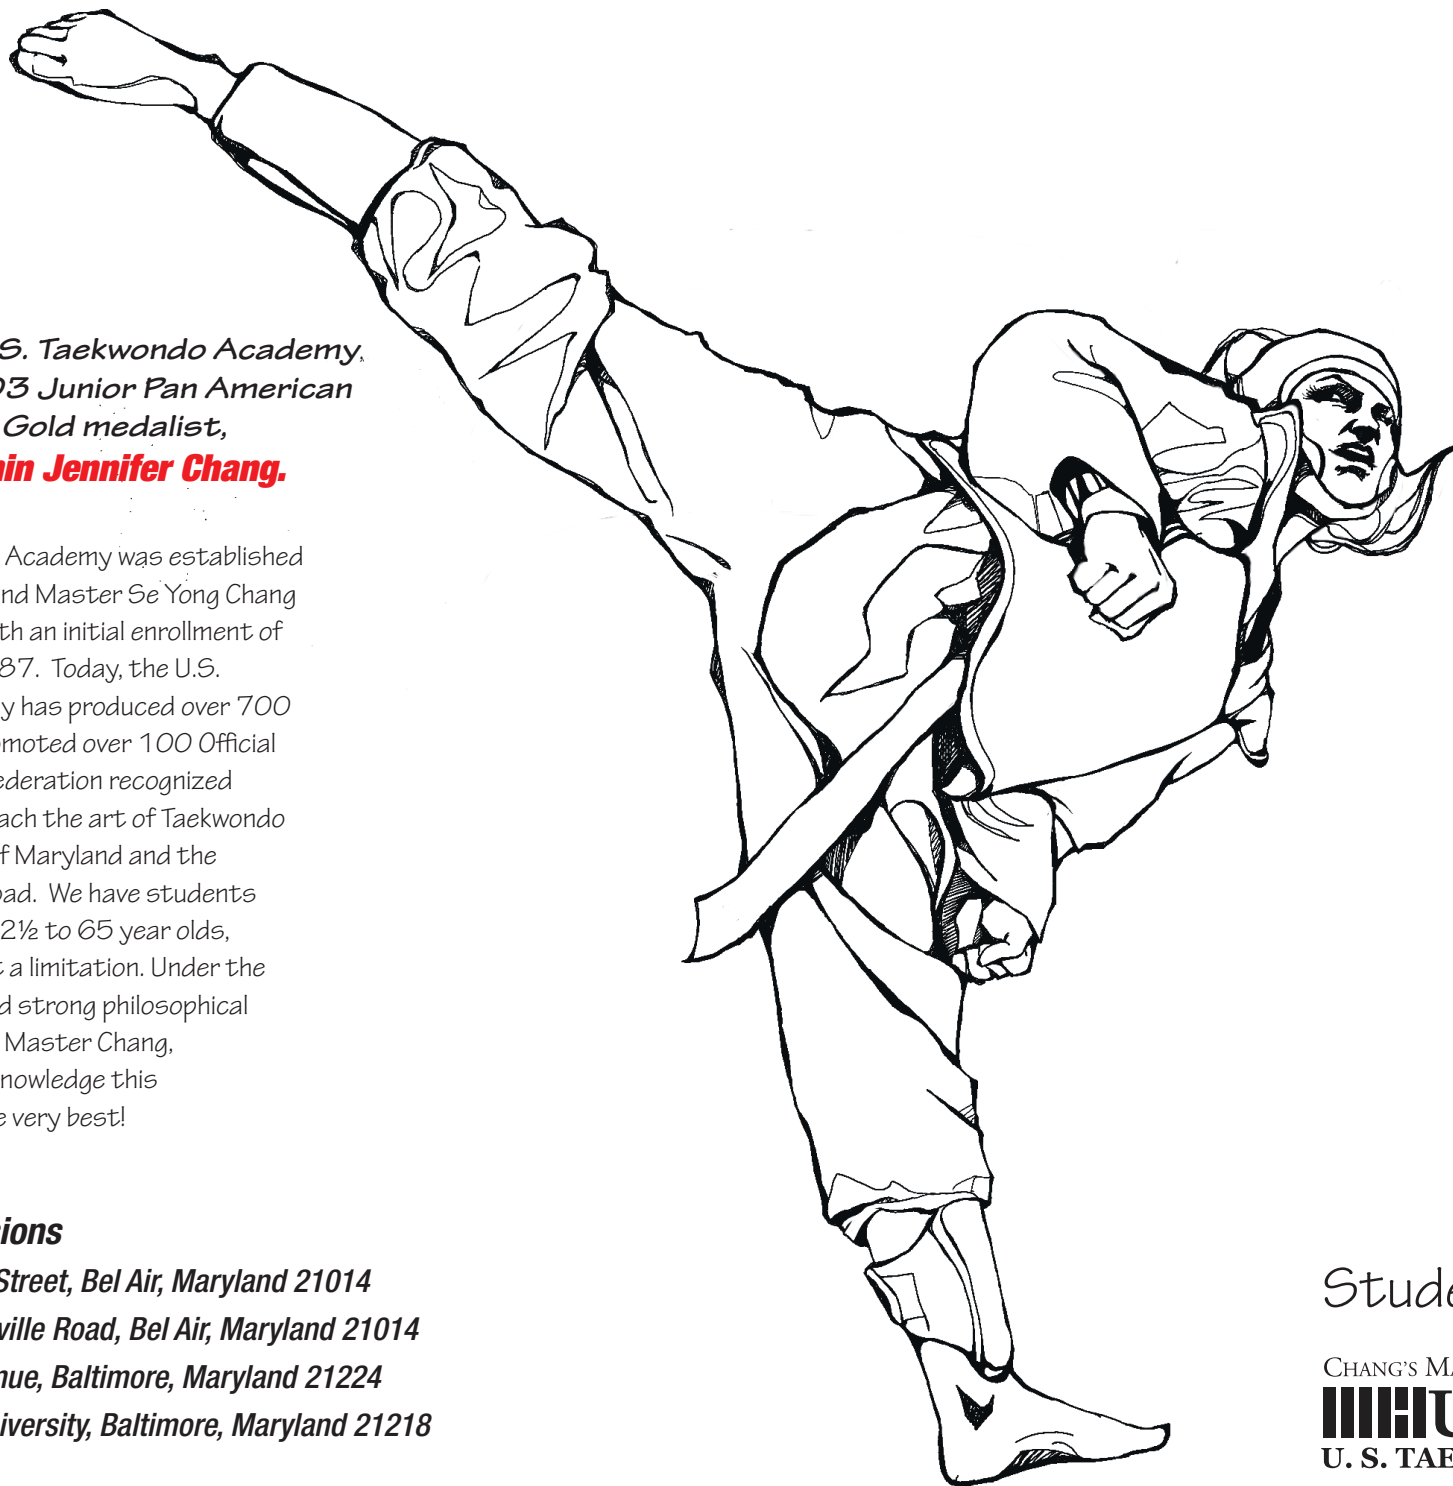 S. Taekwondo Academy,
03 Junior Pan American
Gold medalist,
in Jennifer Chang.
Academy was established
nd Master Se Yong Chang
th an initial enrollment of
87. Today, the U.S.
y has produced over 700
moted over 100 Official
ederation recognized
ach the art of Taekwondo
of Maryland and the
oad. We have students
2½ to 65 year olds,
t a limitation. Under the
d strong philosophical
Master Chang,
nowledge this
e very best!
ions
Street, Bel Air, Maryland 21014
ville Road, Bel Air, Maryland 21014
nue, Baltimore, Maryland 21224
iversity, Baltimore, Maryland 21218
Stude
CHANG'S MA
U
U. S. TAE